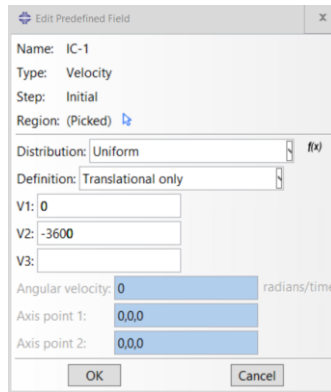 Edit Predefined Field x
Name: IC-1
Type: Velocity
Step: Initial
Region: (Picked)
Distribution: Uniform f(x)
Definition: Translational only
V1: 0
V2: -3600
V3:
Angular velocity: 0 radians/time
Axis point 1: 0,0,0
Axis point 2: 0,0,0
OK Cancel